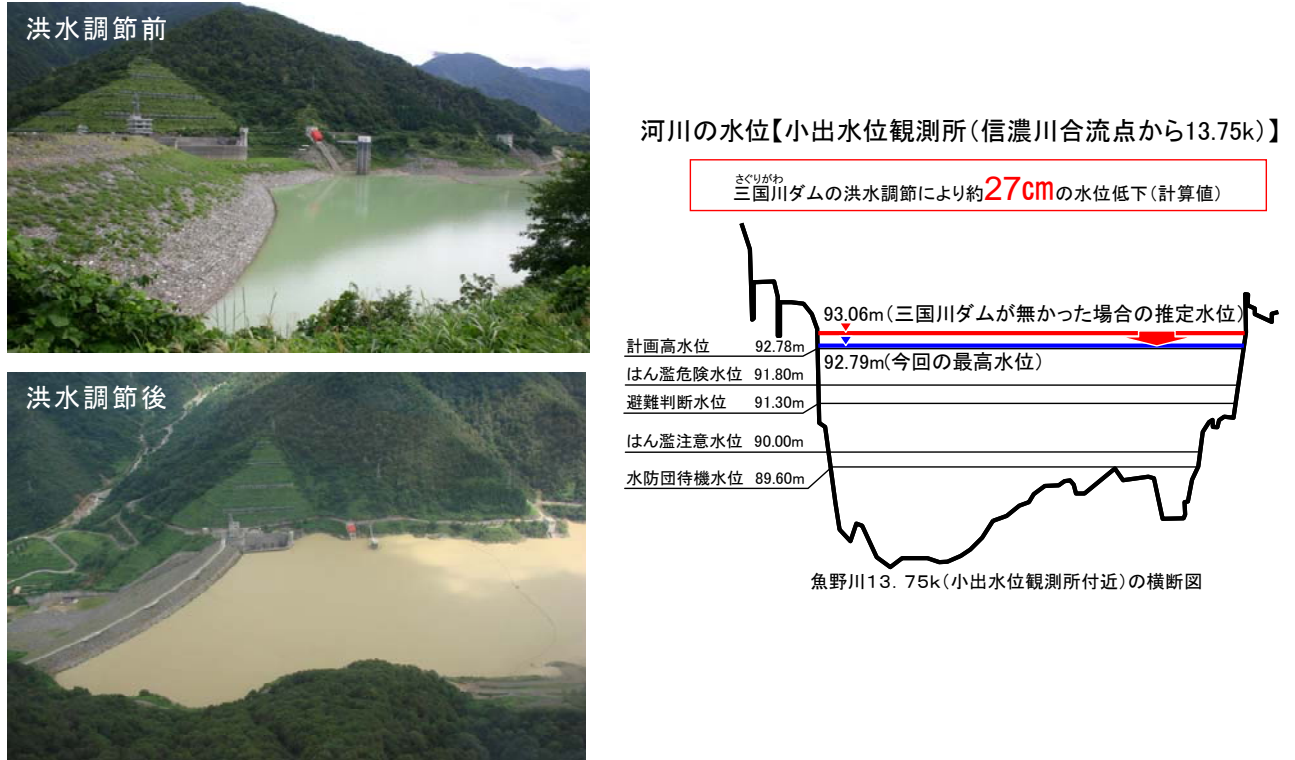 洪水調節前
洪水調節後
河川の水位【小出水位観測所（信濃川合流点から13.75k）】
さぐりがわ
三国川ダムの洪水調節により約27cmの水位低下（計算値）
93.06m（三国川ダムが無かった場合の推定水位）
計画高水位 92.78m
92.79m(今回の最高水位)
はん濫危険水位 91.80m
避難判断水位 91.30m
はん濫注意水位 90.00m
水防団待機水位 89.60m
魚野川１３．７５ｋ（小出水位観測所付近）の横断図